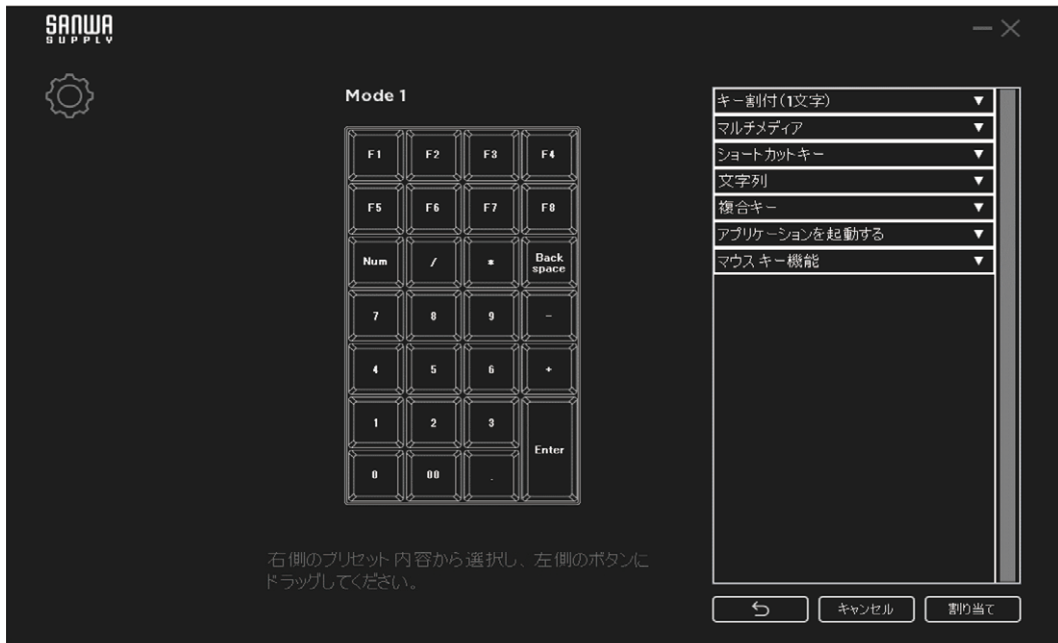 SANWA
SUPPLY
Mode 1
F1 F2 F3 F4
F5 F6 F7 F8
Num / * Back space
7 8 9 -
4 5 6 +
1 2 3
Enter
0 00 .
右側のプリセット内容から選択し、左側のボタンに
ドラッグしてください。
キー割付(1文字)
マルチメディア
ショートカットキー
文字列
複合キー
アプリケーションを起動する
マウスキー機能
キャンセル
割り当て